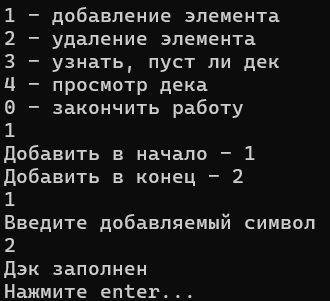 1 - добавление элемента
2 - удаление элемента
3 - узнать, пуст ли дек
4 - просмотр дека
0 - закончить работу
1
Добавить в начало - 1
Добавить в конец - 2
1
Введите добавляемый символ
2
Дэк заполнен
Нажмите enter...